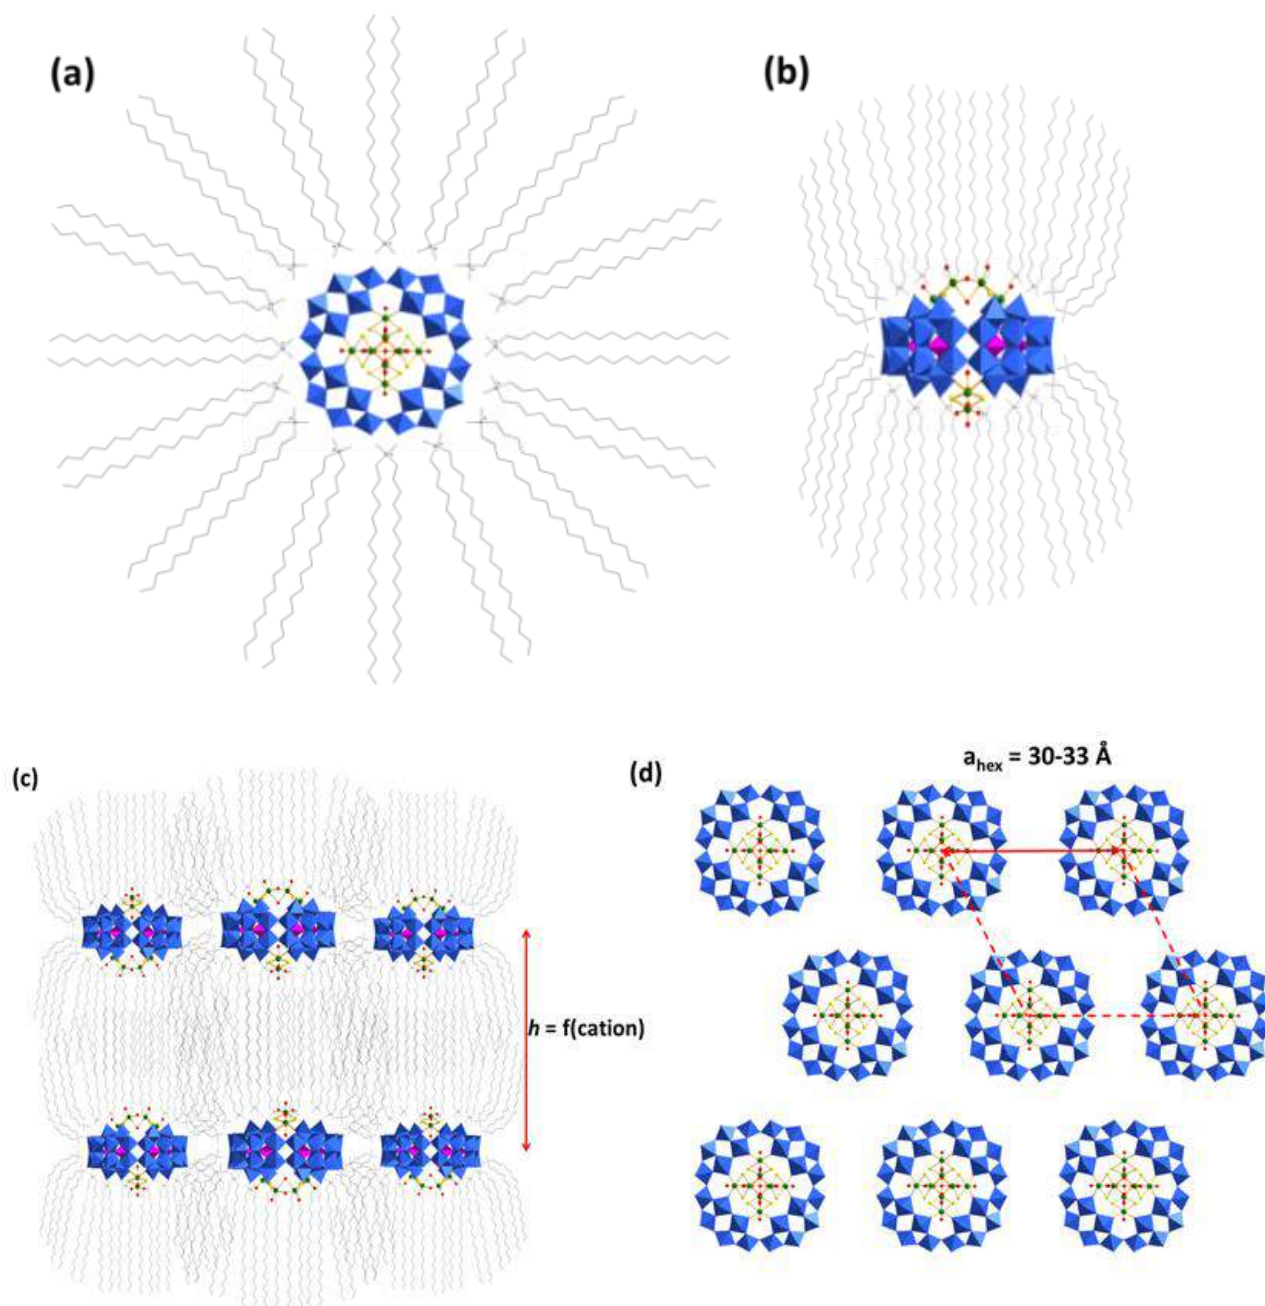 (a)
(b)
(c)
h = f(cation)
(d)
a_hex = 30-33 Å